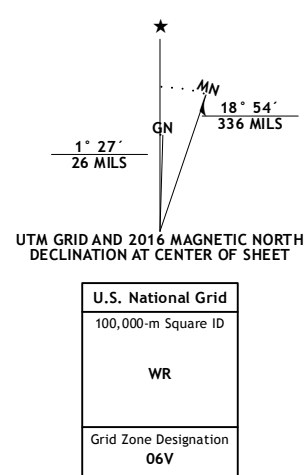 ★
MN
GN
18° 54´
336 MILS
1° 27´
26 MILS
UTM GRID AND 2016 MAGNETIC NORTH
DECLINATION AT CENTER OF SHEET
U.S. National Grid
100,000-m Square ID
WR
Grid Zone Designation
06V